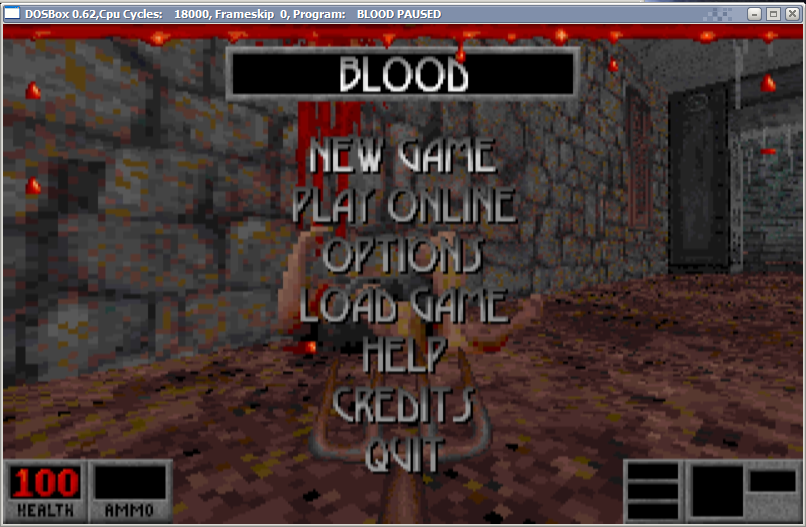 DOSBox 0.62,Cpu Cycles: 18000, Frameskip 0, Program: BLOOD PAUSED
BLOOD
NEW GAME
PLAY ONLINE
OPTIONS
LOAD GAME
HELP
CREDITS
QUIT
100
HEALTH
AMMO